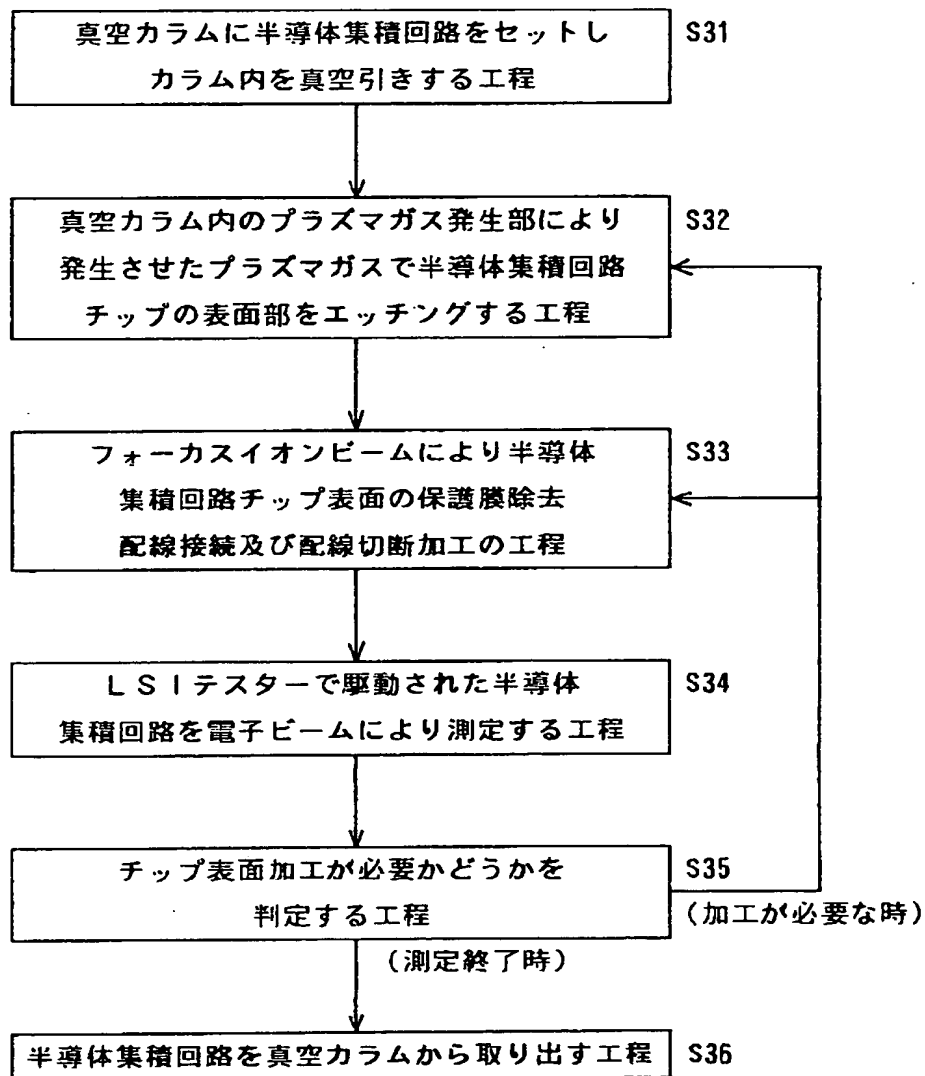 真空カラムに半導体集積回路をセットし S31
カラム内を真空引きする工程
真空カラム内のプラズマガス発生部により S32
発生させたプラズマガスで半導体集積回路
チップの表面部をエッチングする工程
フォーカスイオンビームにより半導体 S33
集積回路チップ表面の保護膜除去
配線接続及び配線切断加工の工程
LSIテスターで駆動された半導体 S34
集積回路を電子ビームにより測定する工程
チップ表面加工が必要かどうかを S35
判定する工程 (加工が必要な時)
(測定終了時)
半導体集積回路を真空カラムから取り出す工程 S36